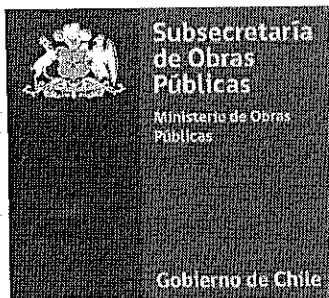 Subsecretaría
de Obras
Públicas
Ministerio de Obras
Públicas
Gobierno de Chile